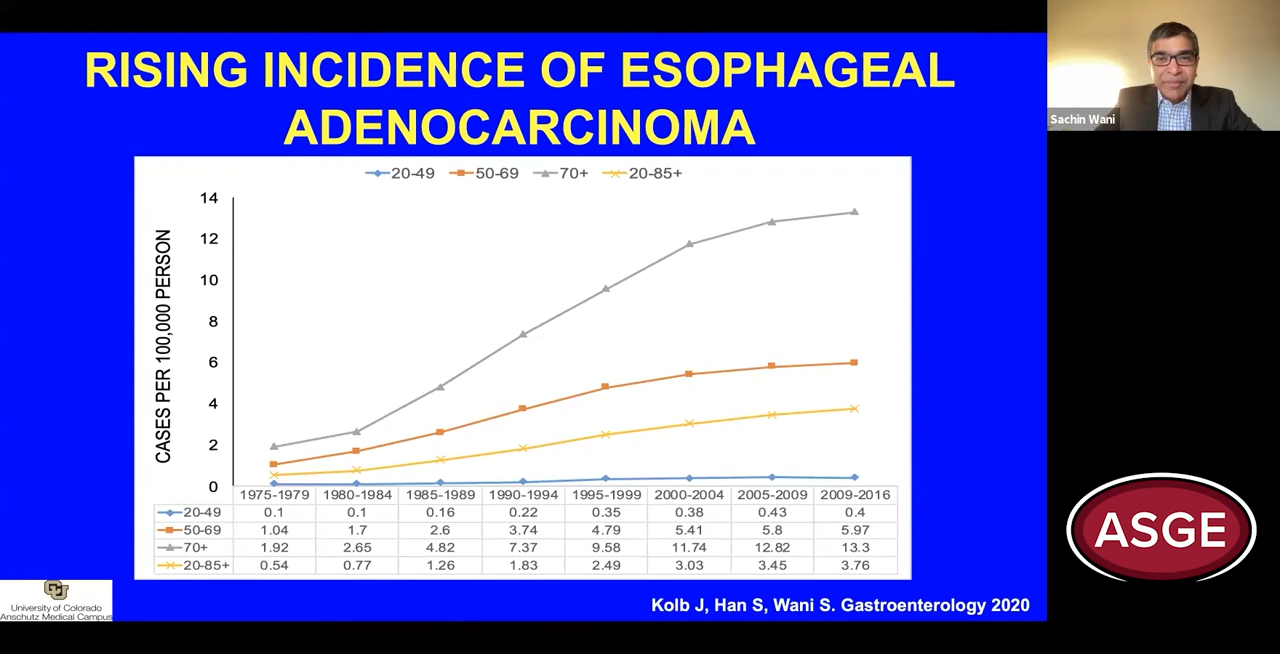 RISING INCIDENCE OF ESOPHAGEAL
ADENOCARCINOMA
Sachin Wani
20-49 50-69 70+ 20-85+
CASES PER 100,000 PERSON
14
12
10
8
6
4
2
0
1975-1979 1980-1984 1985-1989 1990-1994 1995-1999 2000-2004 2005-2009 2009-2016
20-49 0.1 0.1 0.16 0.22 0.35 0.38 0.43 0.4
50-69 1.04 1.7 2.6 3.74 4.79 5.41 5.8 5.97
70+ 1.92 2.65 4.82 7.37 9.58 11.74 12.82 13.3
20-85+ 0.54 0.77 1.26 1.83 2.49 3.03 3.45 3.76
ASGE
CU
University of Colorado
Anschutz Medical Campus
Kolb J, Han S, Wani S. Gastroenterology 2020